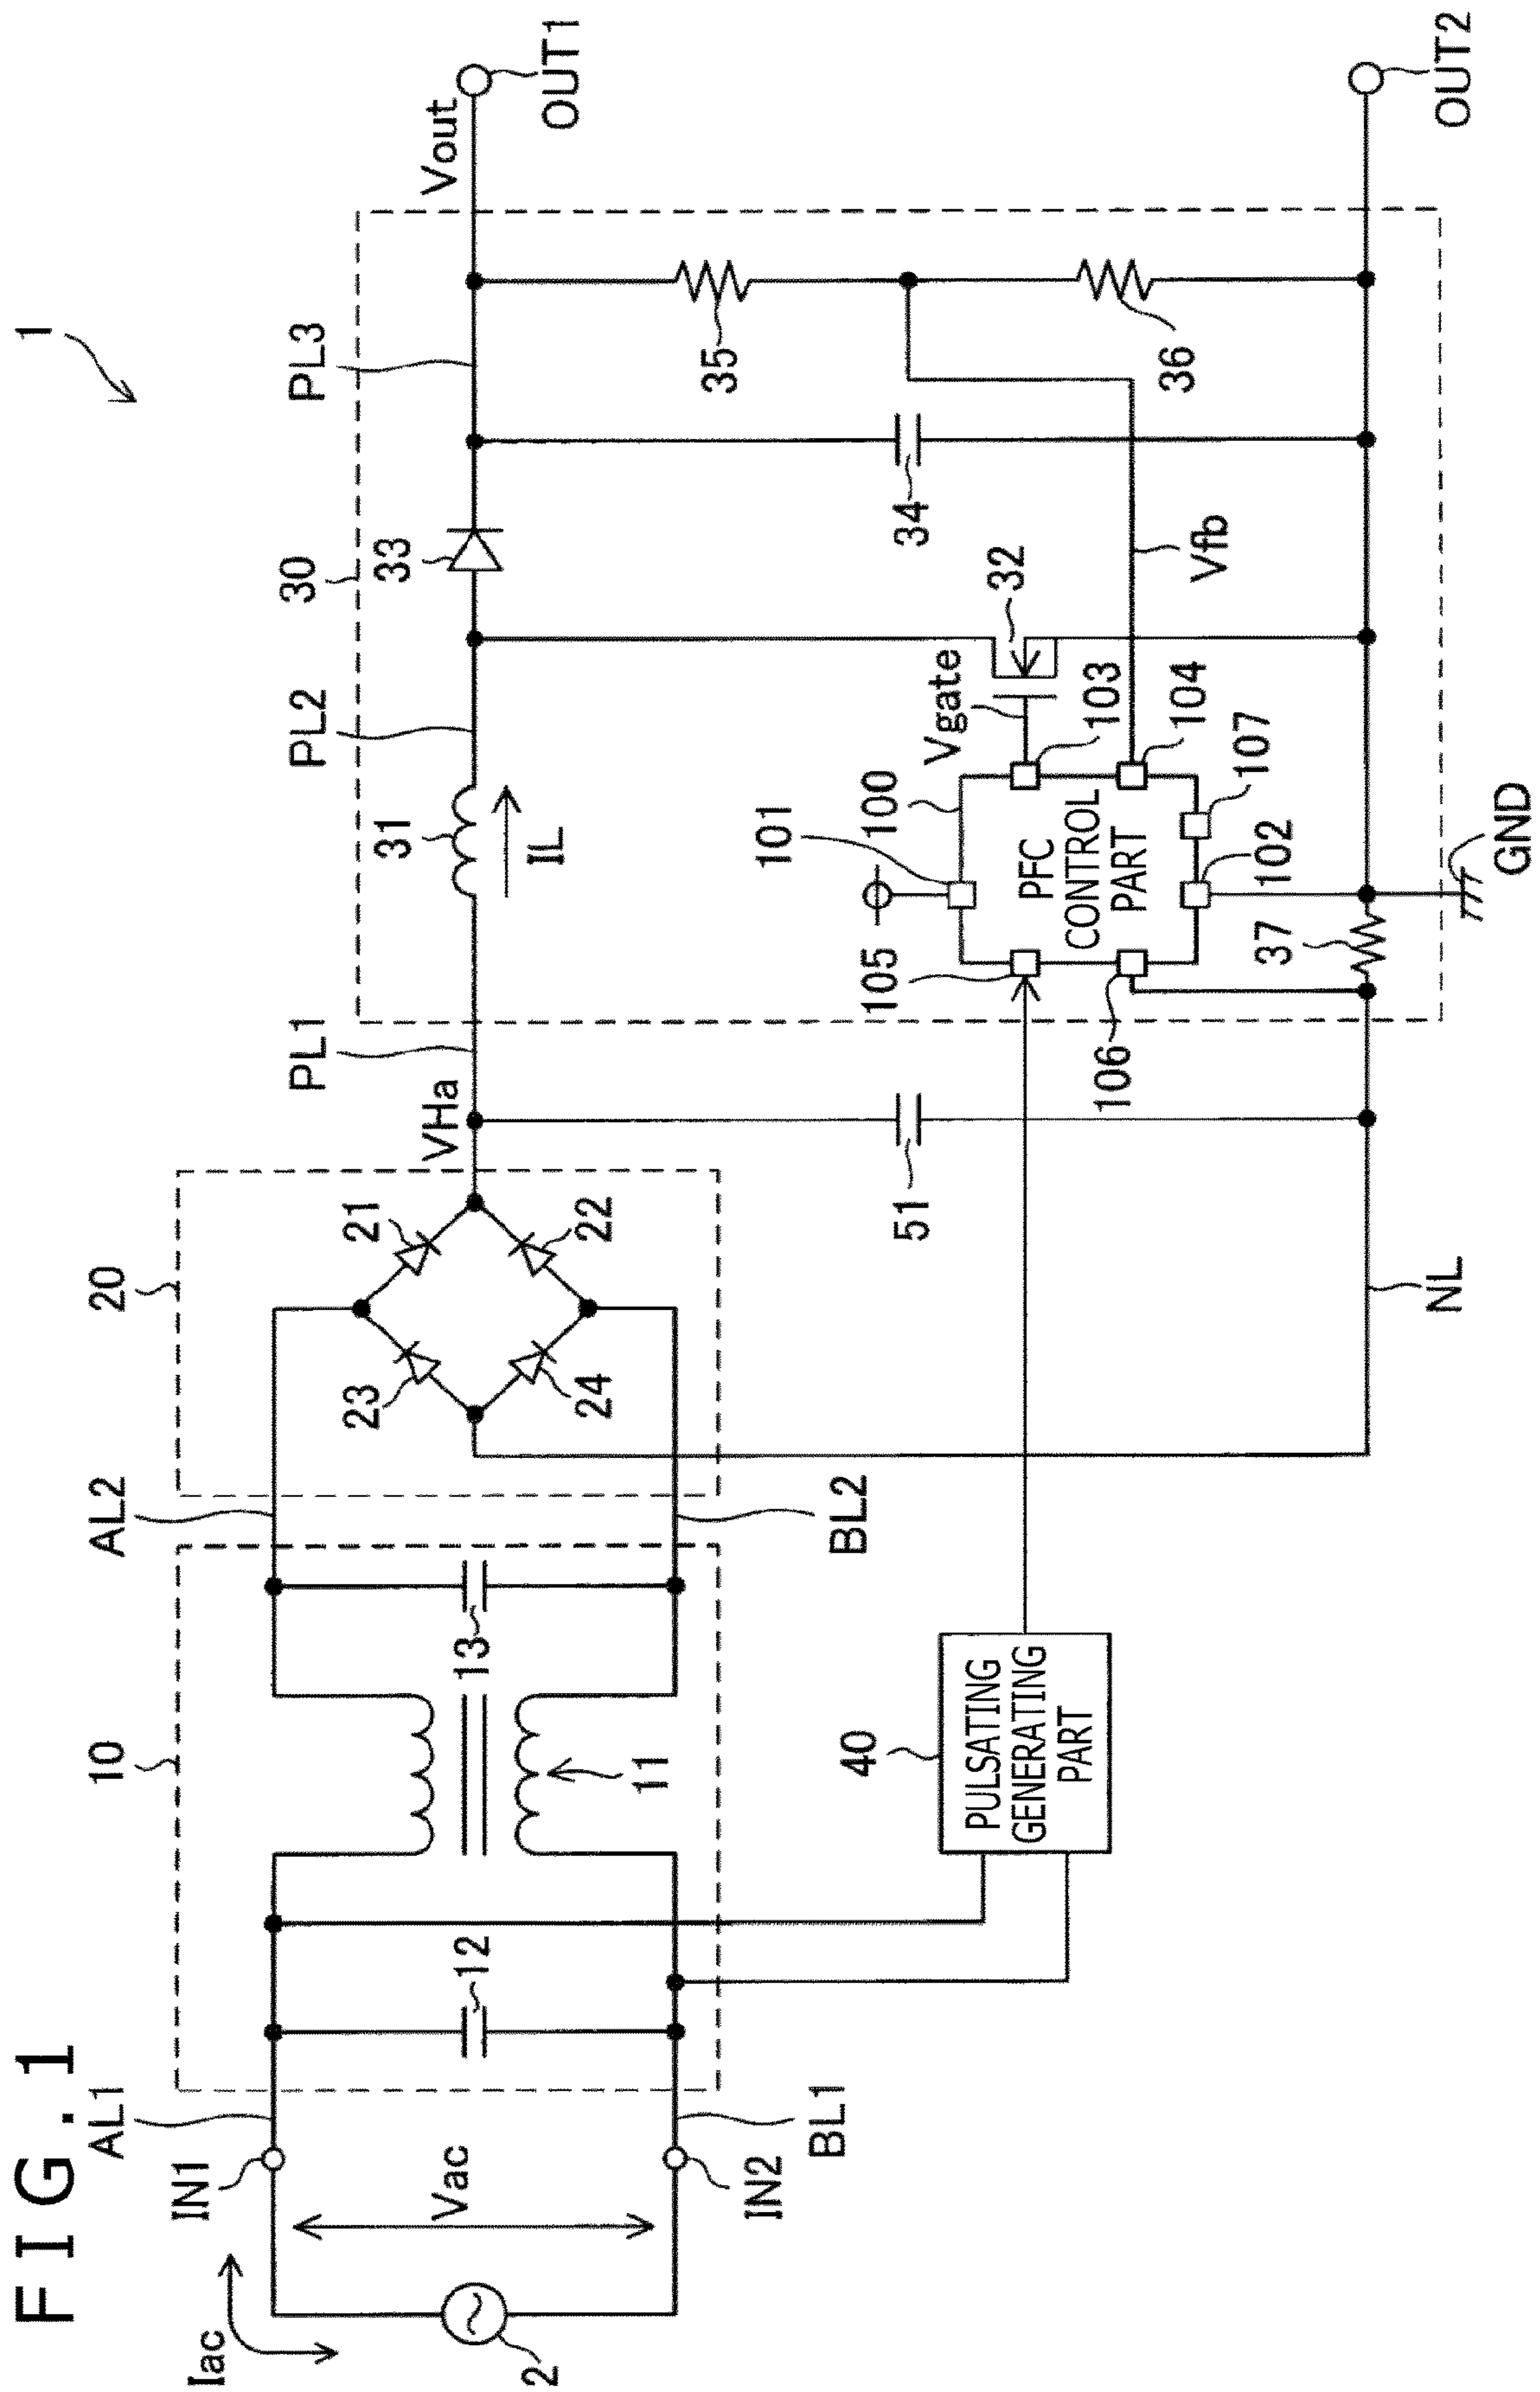 FIG.1
1
Iac
2
IN1
IN2
Vac
AL1
BL1
10
12
11
13
AL2
BL2
20
21
22
23
24
40
PULSATING
GENERATING
PART
VHa
51
NL
PL1
PL2
PL3
30
31
IL
33
34
35
36
Vout
OUT1
OUT2
32
Vgate
Vfb
100
101
103
104
107
102
105
106
PFC
CONTROL
PART
37
GND